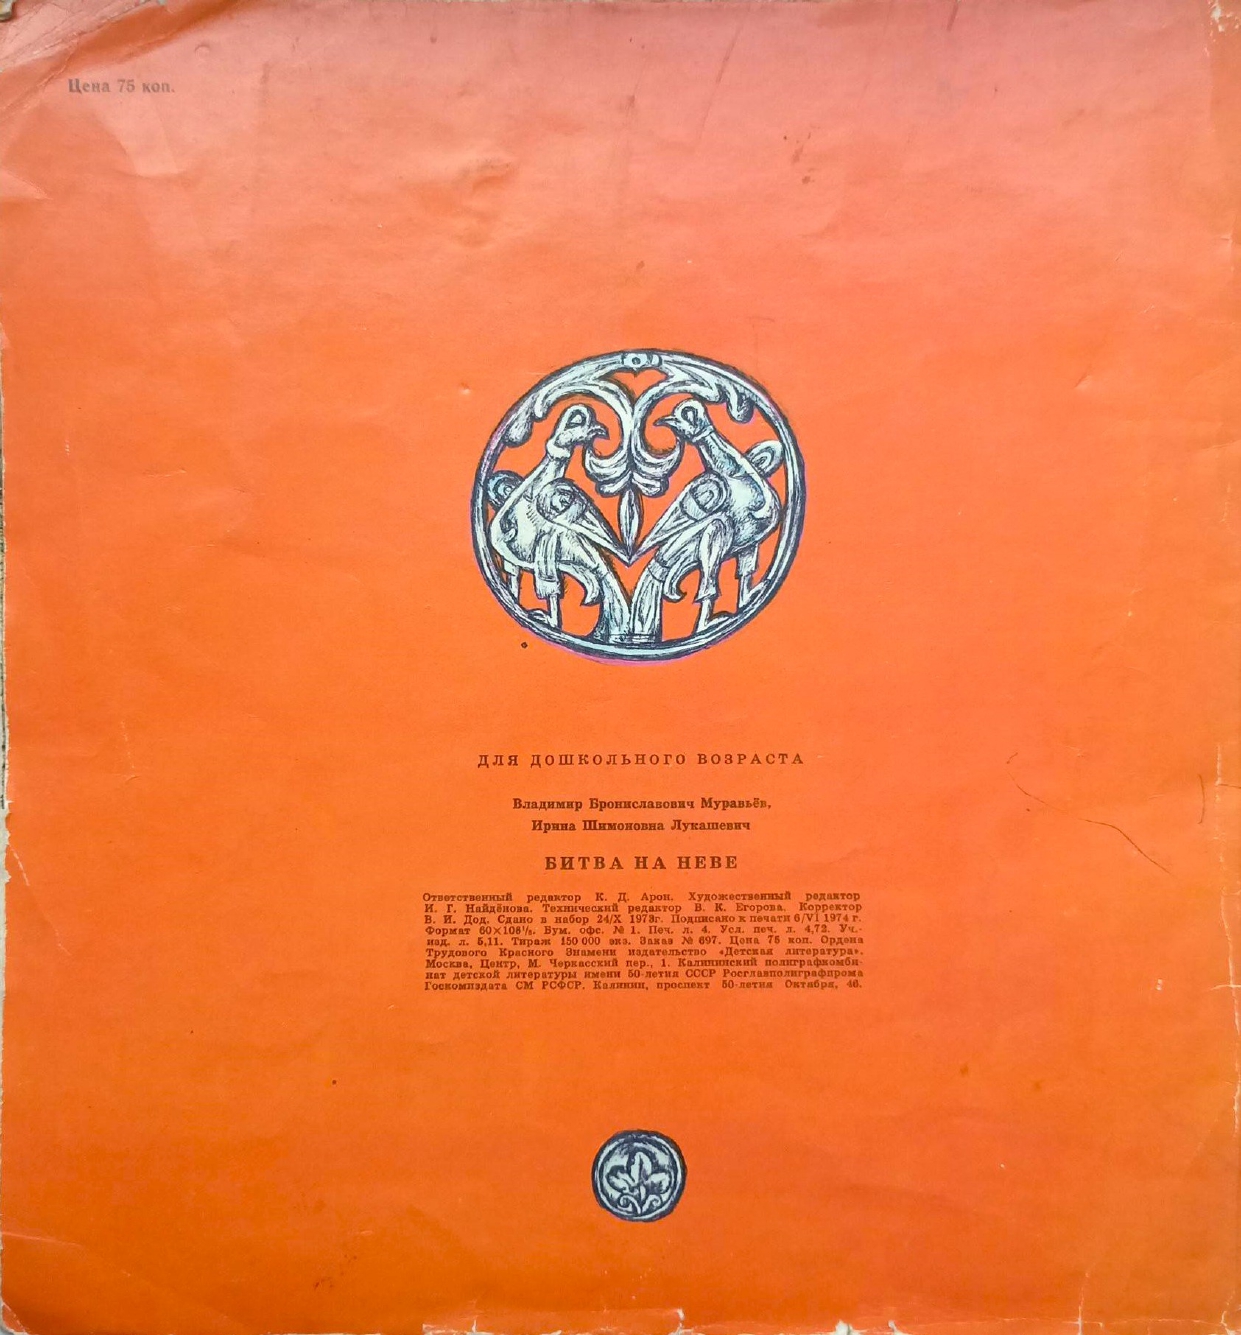 Цена 75 коп.
ДЛЯ ДОШКОЛЬНОГО ВОЗРАСТА
Владимир Брониславович Муравьёв,
Ирина Шимоновна Лукашевич
БИТВА НА НЕВЕ
Ответственный редактор К. Д. Арон. Художественный редактор
И. Г. Найдёнова. Технический редактор В. К. Егорова. Корректор
В. И. Дод. Сдано в набор 24/X 1973г. Подписано к печати 6/VI 1974 г.
Формат 60×108¹/₈. Бум. офс. № 1. Печ. л. 4. Усл. печ. л. 4,72. Уч.-
изд. л. 5,11. Тираж 150 000 экз. Заказ № 697. Цена 75 коп. Ордена
Трудового Красного Знамени издательство «Детская литература».
Москва, Центр, М. Черкасский пер., 1. Калининский полиграфкомби-
нат детской литературы имени 50-летия СССР Росглавполиграфпрома
Госкомиздата СМ РСФСР. Калинин, проспект 50-летия Октября, 46.